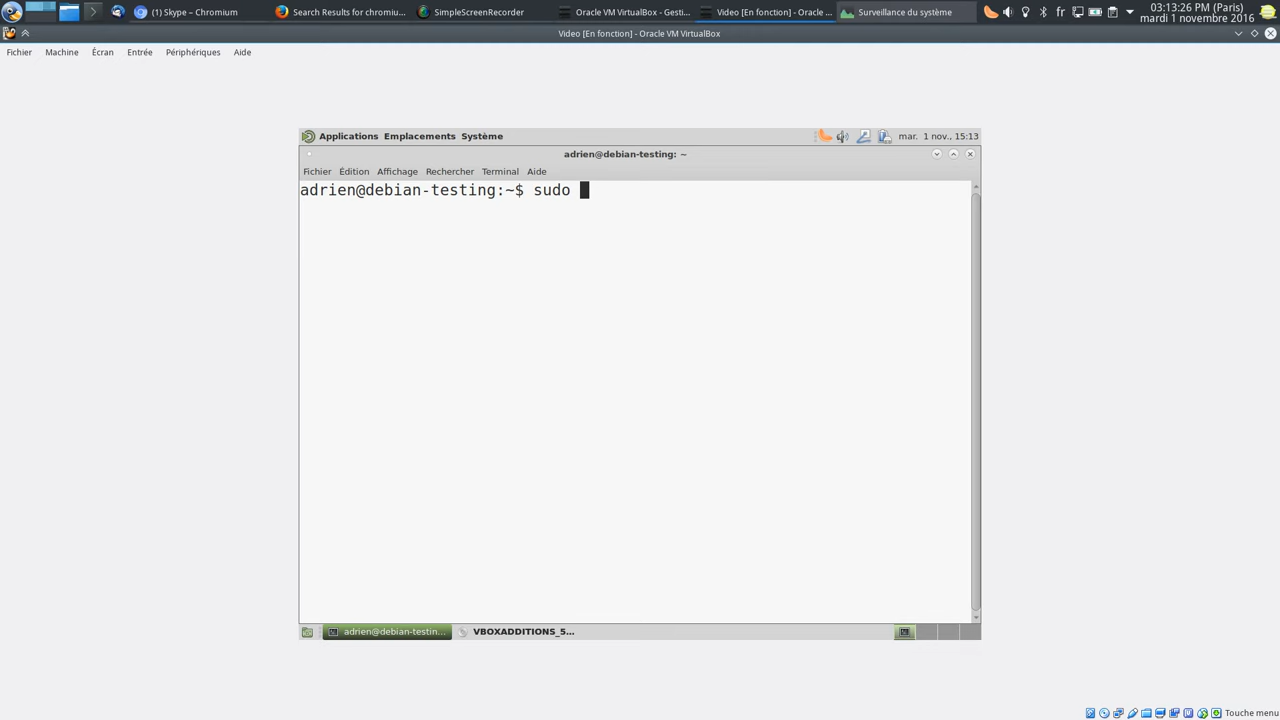 (1) Skype – Chromium
Search Results for chromiu...
SimpleScreenRecorder
Oracle VM VirtualBox - Gesti...
Video [En fonction] - Oracle ...
Surveillance du système
fr
03:13:26 PM (Paris)
mardi 1 novembre 2016
Video [En fonction] - Oracle VM VirtualBox
Fichier Machine Écran Entrée Périphériques Aide
Applications Emplacements Système
mar. 1 nov., 15:13
adrien@debian-testing: ~
Fichier Édition Affichage Rechercher Terminal Aide
adrien@debian-testing:~$ sudo
adrien@debian-testin...
VBOXADDITIONS_5...
Touche menu